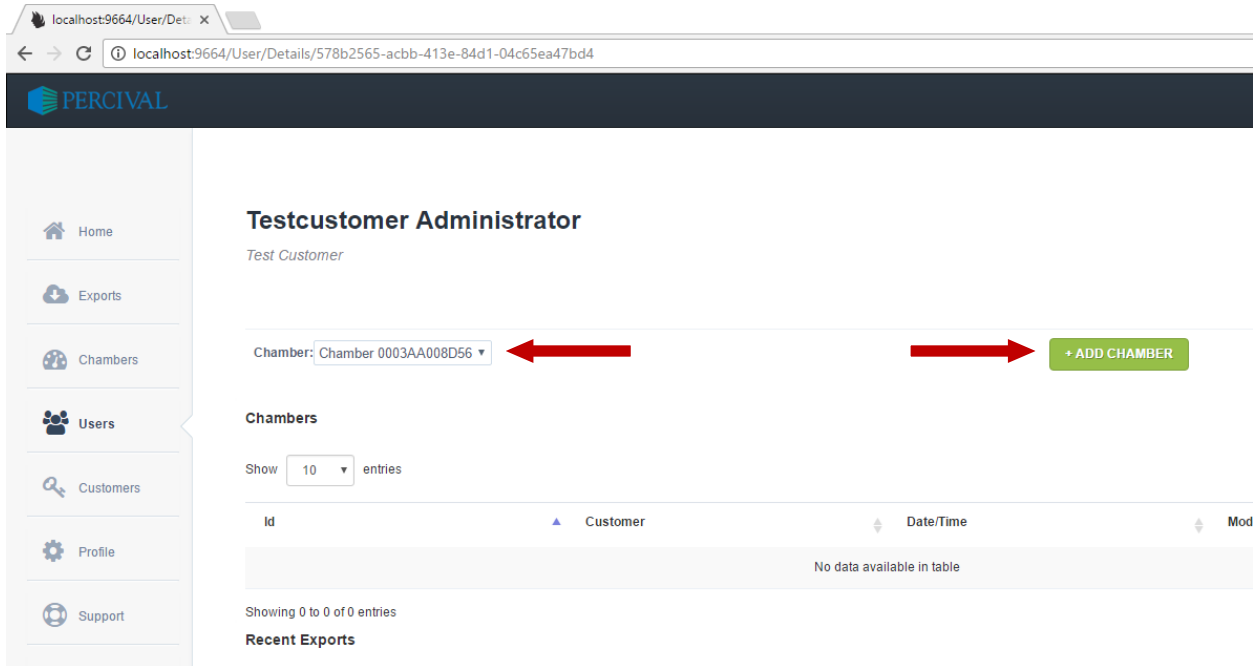 localhost:9664/User/Deta
localhost:9664/User/Details/578b2565-acbb-413e-84d1-04c65ea47bd4
PERCIVAL
Testcustomer Administrator
Test Customer
Home
Exports
Chambers
Users
Customers
Profile
Support
Chamber: Chamber 0003AA008D56
+ ADD CHAMBER
Chambers
Show 10 entries
Id Customer Date/Time Mod
No data available in table
Showing 0 to 0 of 0 entries
Recent Exports